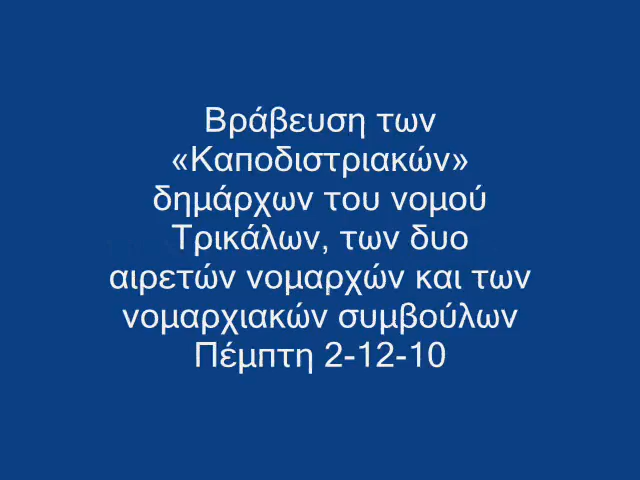 Βράβευση των
«Καποδιστριακών»
δημάρχων του νομού
Τρικάλων, των δυο
αιρετών νομαρχών και των
νομαρχιακών συμβούλων
Πέμπτη 2-12-10